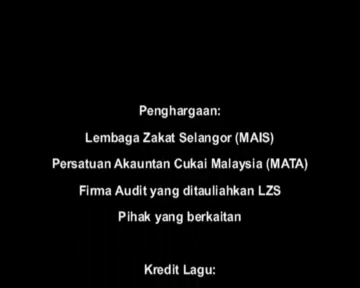 Penghargaan:
Lembaga Zakat Selangor (MAIS)
Persatuan Akauntan Cukai Malaysia (MATA)
Firma Audit yang ditauliahkan LZS
Pihak yang berkaitan
Kredit Lagu: